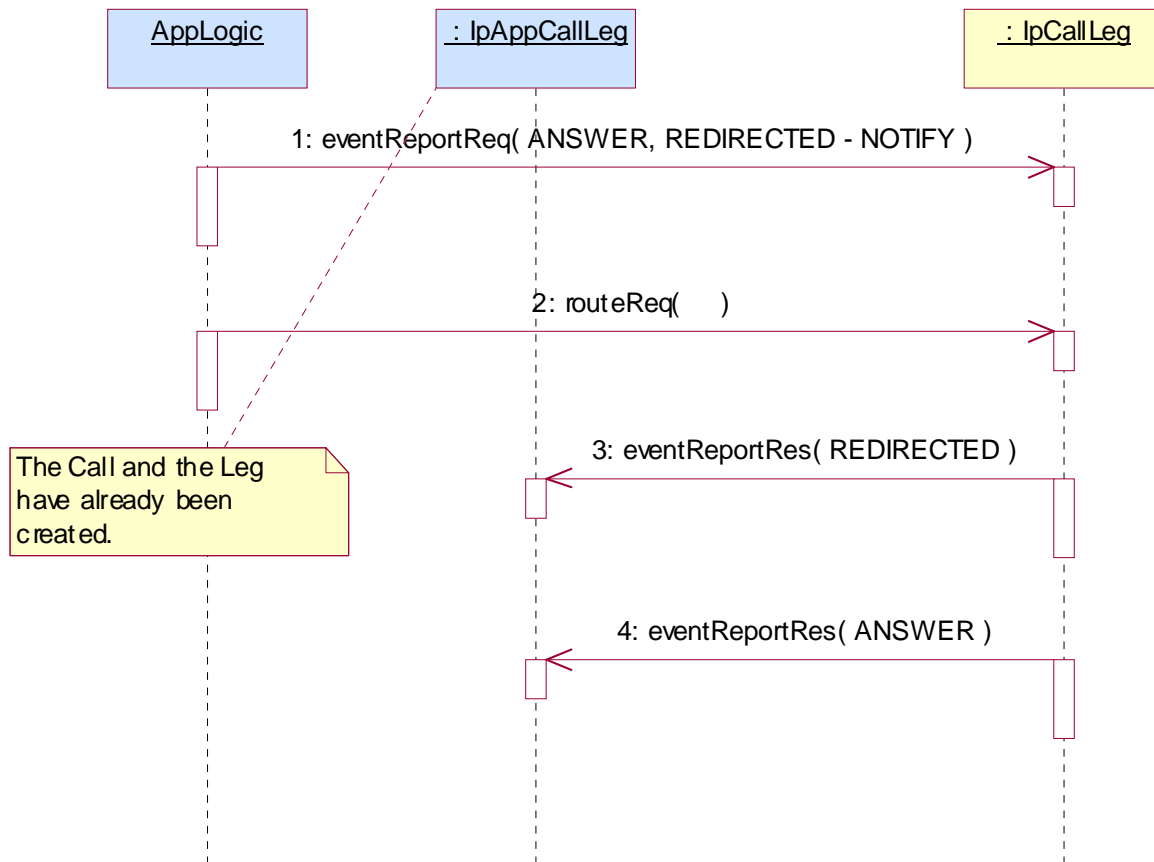 AppLogic
: IpAppCallLeg
: IpCallLeg
1: eventReportReq( ANSWER, REDIRECTED - NOTIFY )
2: routeReq( )
The Call and the Leg
have already been
created.
3: eventReportRes( REDIRECTED )
4: eventReportRes( ANSWER )